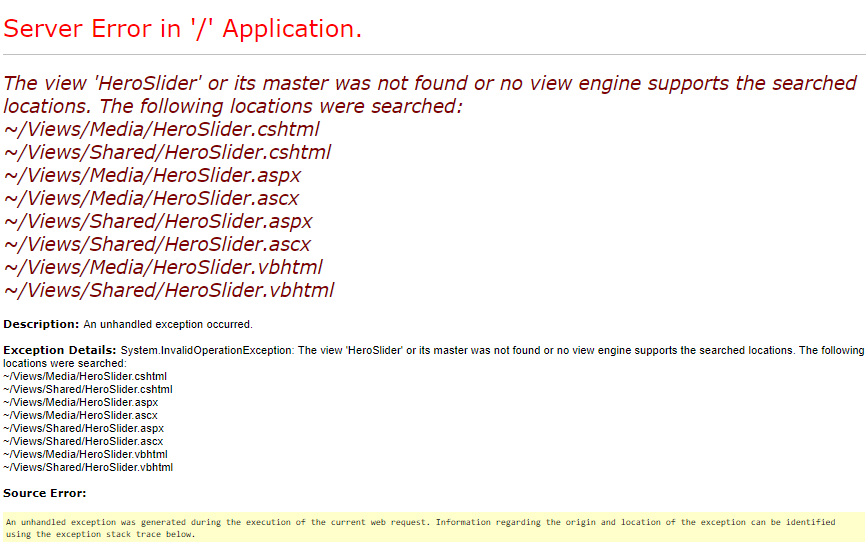 Server Error in '/' Application.
The view 'HeroSlider' or its master was not found or no view engine supports the searched
locations. The following locations were searched:
~/Views/Media/HeroSlider.cshtml
~/Views/Shared/HeroSlider.cshtml
~/Views/Media/HeroSlider.aspx
~/Views/Media/HeroSlider.ascx
~/Views/Shared/HeroSlider.aspx
~/Views/Shared/HeroSlider.ascx
~/Views/Media/HeroSlider.vbhtml
~/Views/Shared/HeroSlider.vbhtml
Description: An unhandled exception occurred.
Exception Details: System.InvalidOperationException: The view 'HeroSlider' or its master was not found or no view engine supports the searched locations. The following
locations were searched:
~/Views/Media/HeroSlider.cshtml
~/Views/Shared/HeroSlider.cshtml
~/Views/Media/HeroSlider.aspx
~/Views/Media/HeroSlider.ascx
~/Views/Shared/HeroSlider.aspx
~/Views/Shared/HeroSlider.ascx
~/Views/Media/HeroSlider.vbhtml
~/Views/Shared/HeroSlider.vbhtml
Source Error:
An unhandled exception was generated during the execution of the current web request. Information regarding the origin and location of the exception can be identified
using the exception stack trace below.